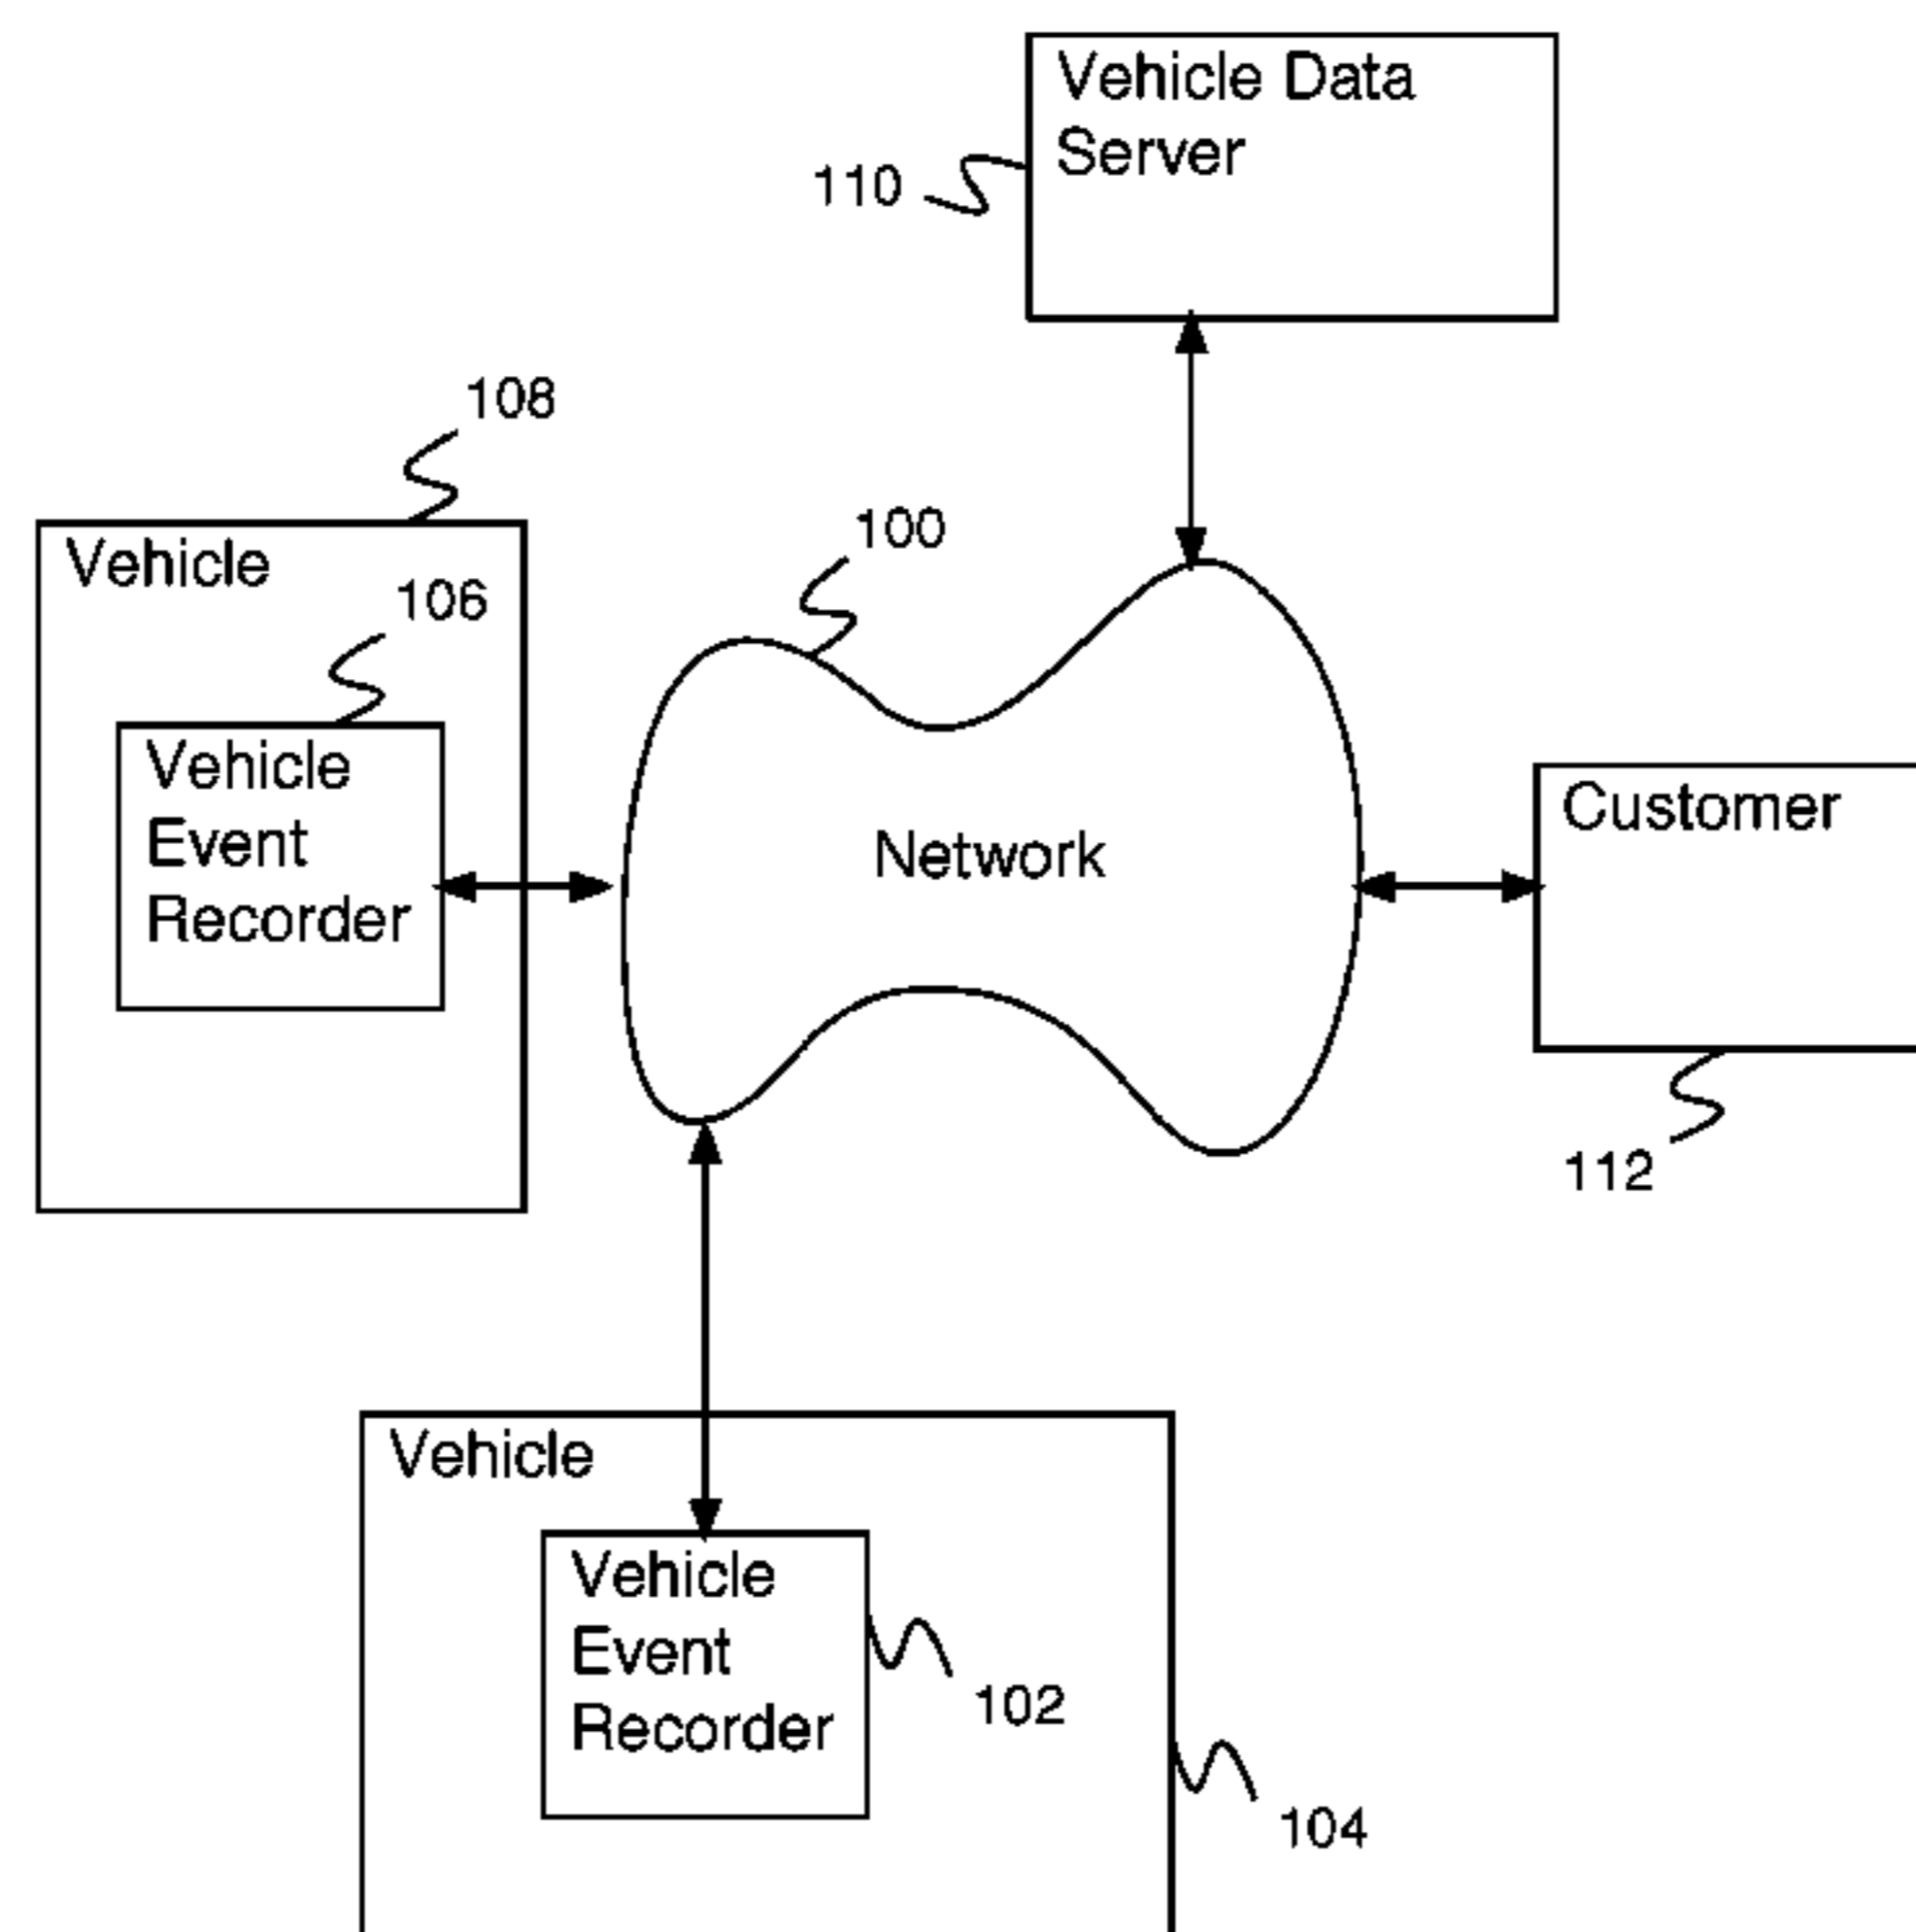 Vehicle Data
Server
110
108
100
Vehicle
106
Vehicle
Event
Recorder
Network
Customer
112
Vehicle
Vehicle
Event
Recorder
102
104